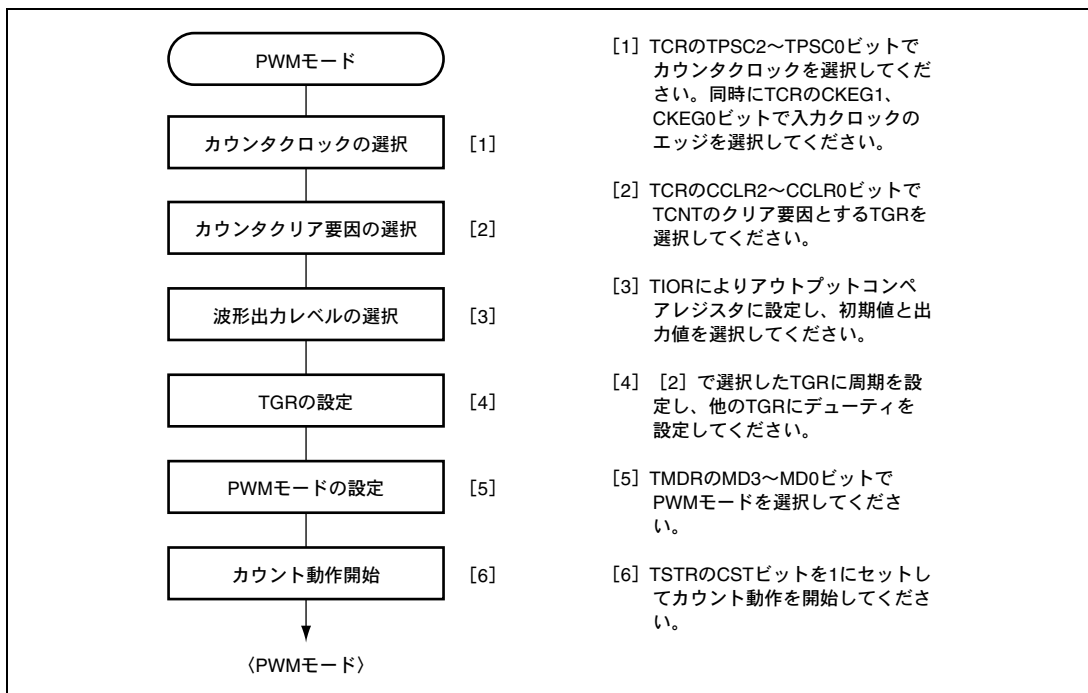 PWMモード
カウンタクロックの選択 [1]
カウンタクリア要因の選択 [2]
波形出力レベルの選択 [3]
TGRの設定 [4]
PWMモードの設定 [5]
カウント動作開始 [6]
〈PWMモード〉
[1] TCRのTPSC2～TPSC0ビットで
カウンタクロックを選択してくだ
さい。同時にTCRのCKEG1、
CKEG0ビットで入力クロックの
エッジを選択してください。
[2] TCRのCCLR2～CCLR0ビットで
TCNTのクリア要因とするTGRを
選択してください。
[3] TIORによりアウトプットコンペ
アレジスタに設定し、初期値と出
力値を選択してください。
[4] [2]で選択したTGRに周期を設
定し、他のTGRにデューティを
設定してください。
[5] TMDRのMD3～MD0ビットで
PWMモードを選択してくださ
い。
[6] TSTRのCSTビットを1にセットし
てカウント動作を開始してくださ
い。